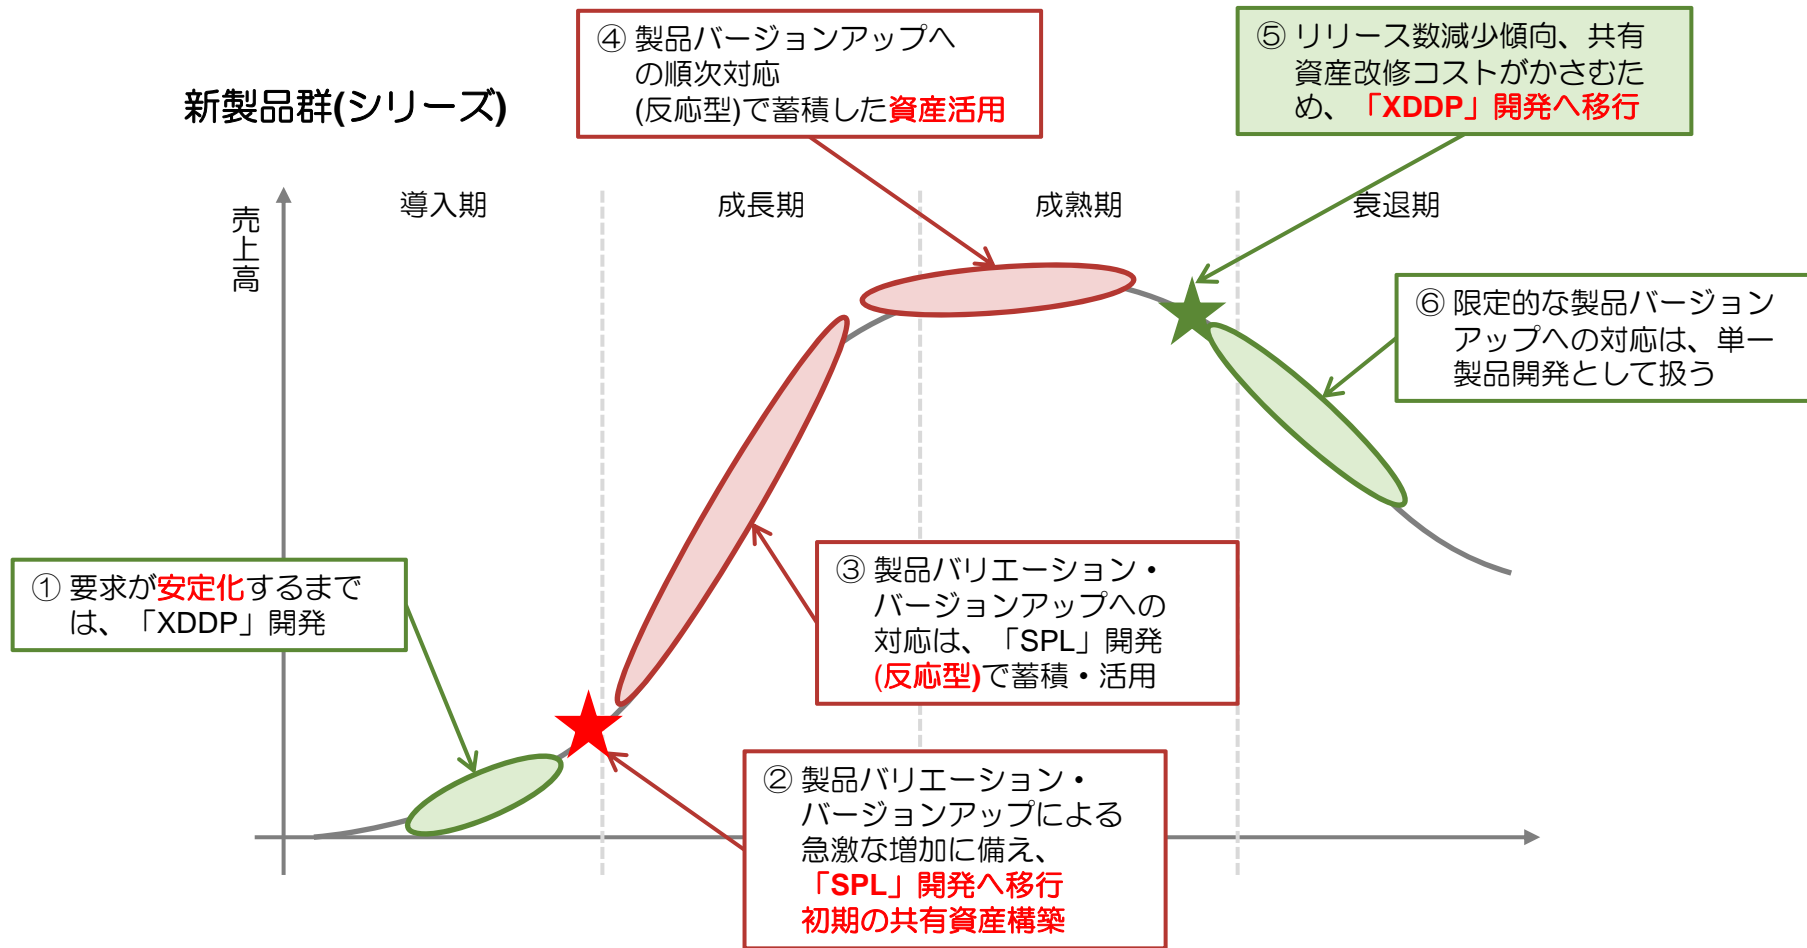 新製品群(シリーズ)
④ 製品バージョンアップへ
の順次対応
(反応型)で蓄積した資産活用
⑤ リリース数減少傾向、共有
資産改修コストがかさむた
め、「XDDP」開発へ移行
売上高
導入期
成長期
成熟期
衰退期
⑥ 限定的な製品バージョン
アップへの対応は、単一
製品開発として扱う
① 要求が安定化するまで
は、「XDDP」開発
③ 製品バリエーション・
バージョンアップへの
対応は、「SPL」開発
(反応型)で蓄積・活用
② 製品バリエーション・
バージョンアップによる
急激な増加に備え、
「SPL」開発へ移行
初期の共有資産構築